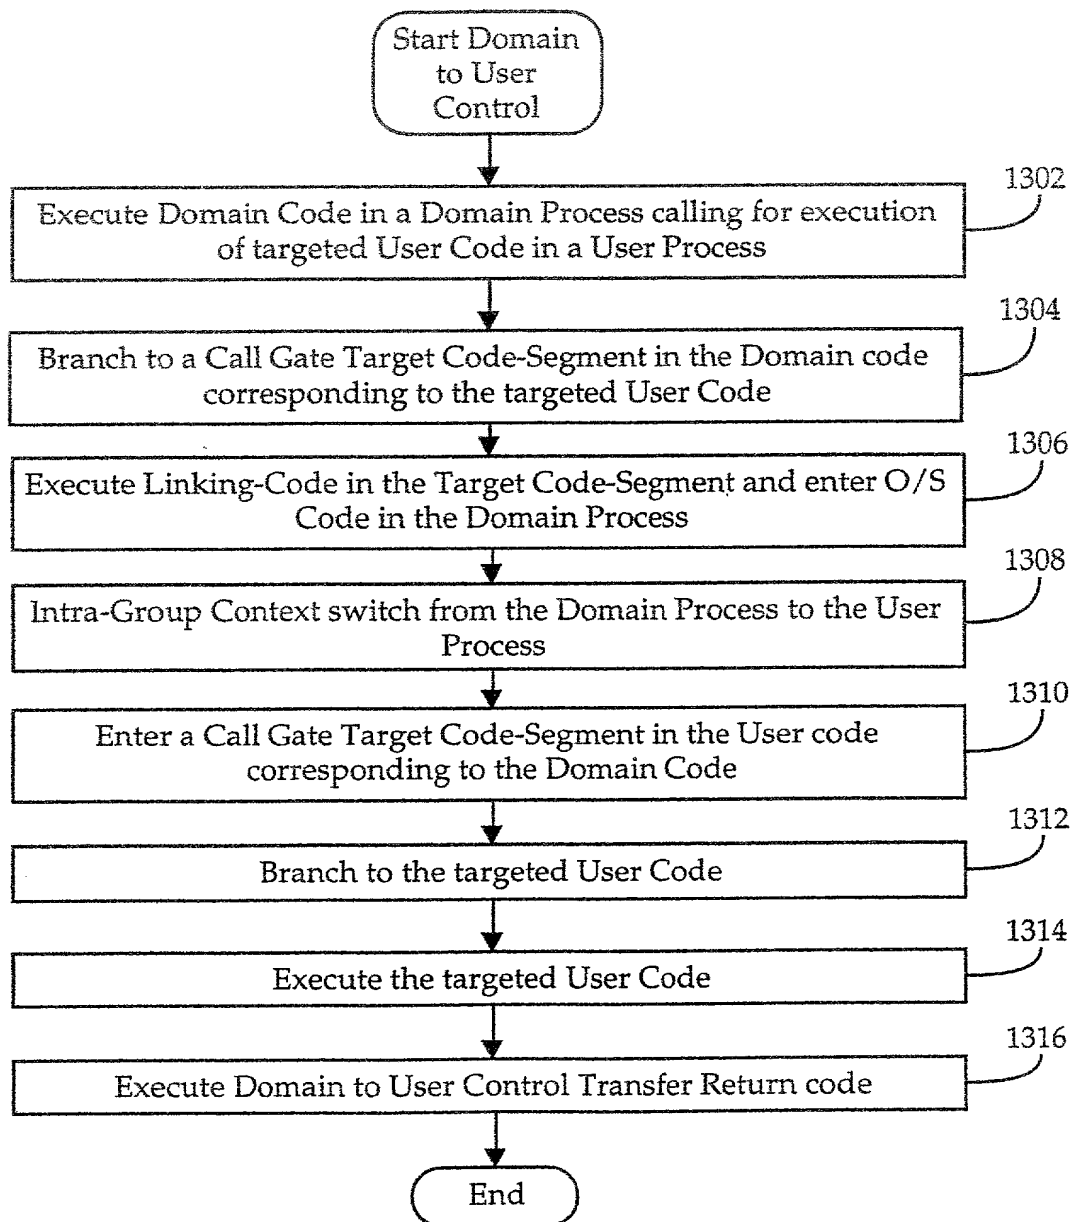 Start Domain
to User
Control
1302
Execute Domain Code in a Domain Process calling for execution
of targeted User Code in a User Process
1304
Branch to a Call Gate Target Code-Segment in the Domain code
corresponding to the targeted User Code
1306
Execute Linking-Code in the Target Code-Segment and enter O/S
Code in the Domain Process
1308
Intra-Group Context switch from the Domain Process to the User
Process
1310
Enter a Call Gate Target Code-Segment in the User code
corresponding to the Domain Code
1312
Branch to the targeted User Code
1314
Execute the targeted User Code
1316
Execute Domain to User Control Transfer Return code
End